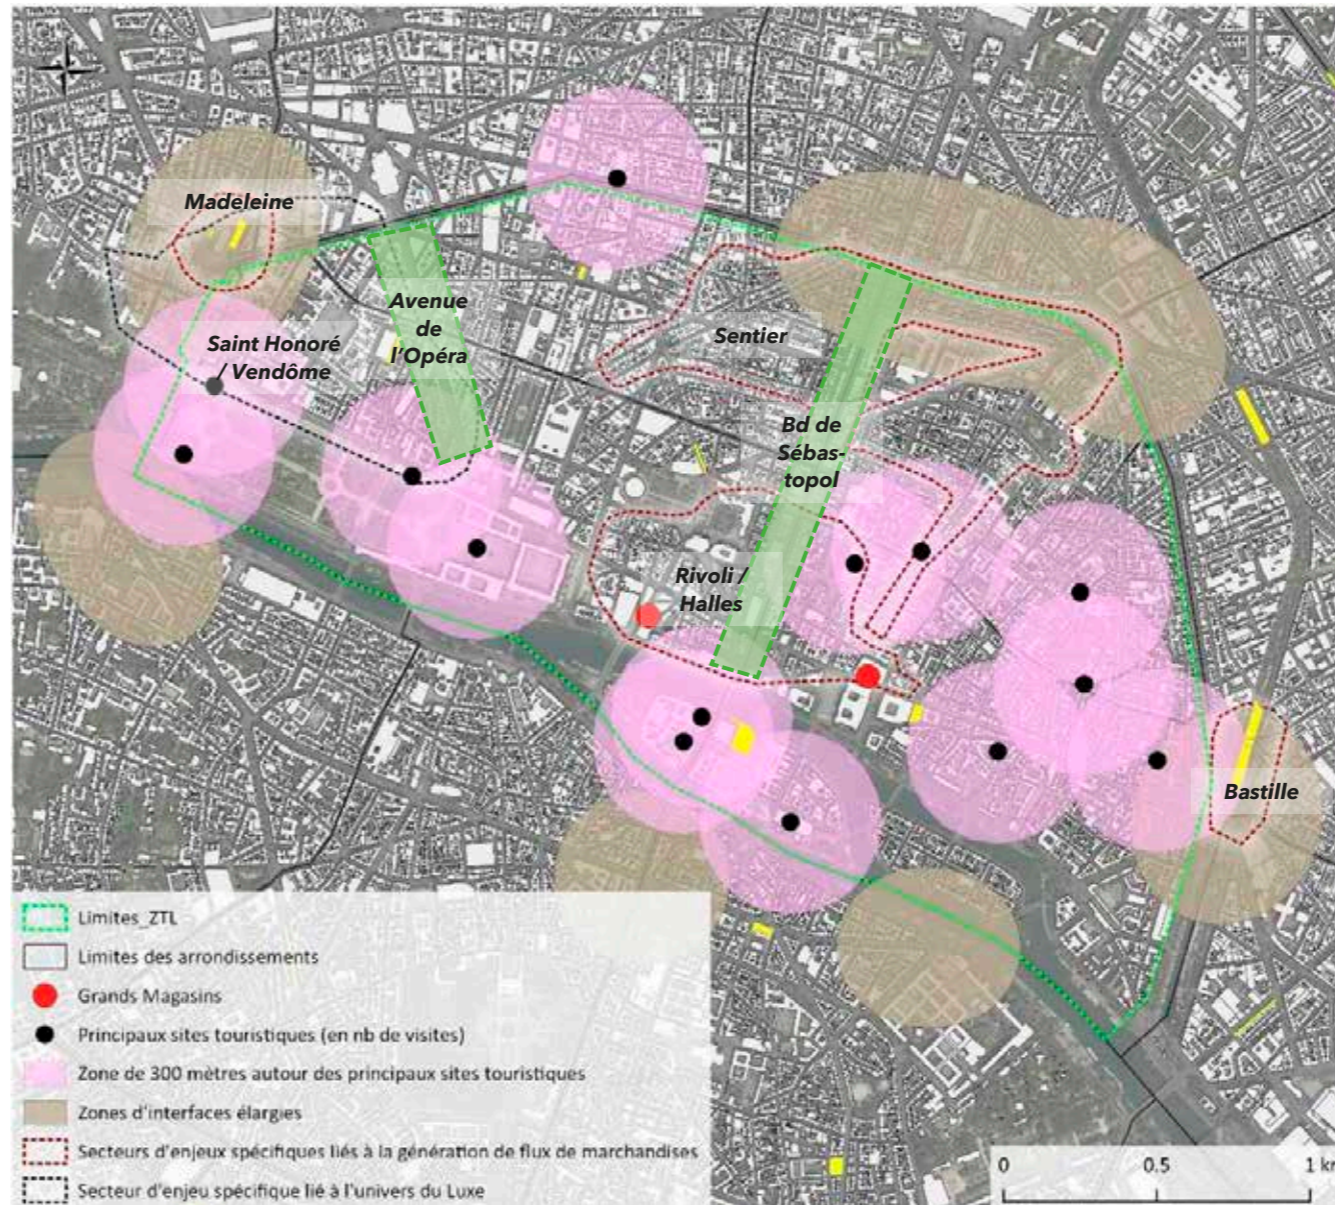 Madeleine
Avenue
de
l'Opéra
Saint Honoré
/ Vendôme
Sentier
Bd de
Sébas-
topol
Rivoli /
Halles
Bastille
Limites_ZTL
Limites des arrondissements
Grands Magasins
Principaux sites touristiques (en nb de visites)
Zone de 300 mètres autour des principaux sites touristiques
Zones d'interfaces élargies
Secteurs d'enjeux spécifiques liés à la génération de flux de marchandises
Secteur d'enjeu spécifique lié à l'univers du Luxe
0 0.5 1